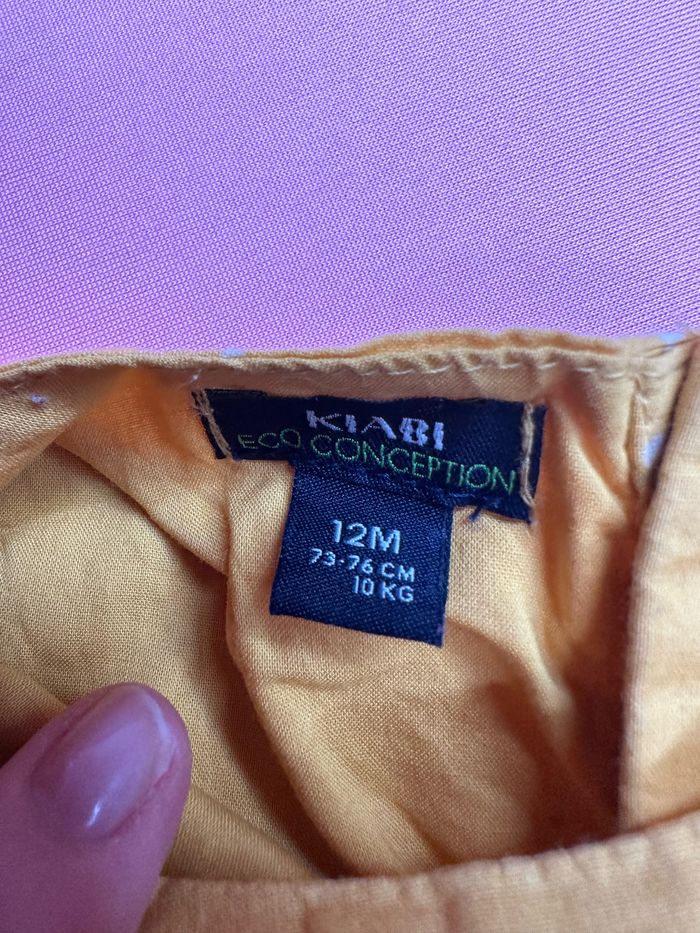 KIABI
ECO CONCEPTION
12M
73-76 CM
10 KG